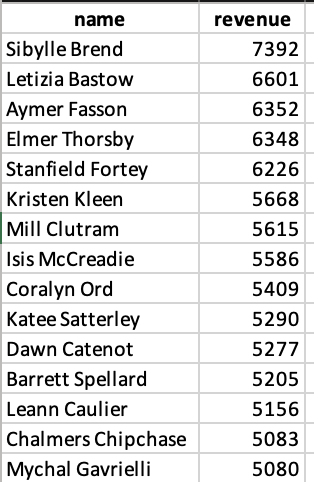 name revenue
Sibylle Brend 7392
Letizia Bastow 6601
Aymer Fasson 6352
Elmer Thorsby 6348
Stanfield Fortey 6226
Kristen Kleen 5668
Mill Clutram 5615
Isis McCreadie 5586
Coralyn Ord 5409
Katee Satterley 5290
Dawn Catenot 5277
Barrett Spellard 5205
Leann Caulier 5156
Chalmers Chipchase 5083
Mychal Gavrielli 5080